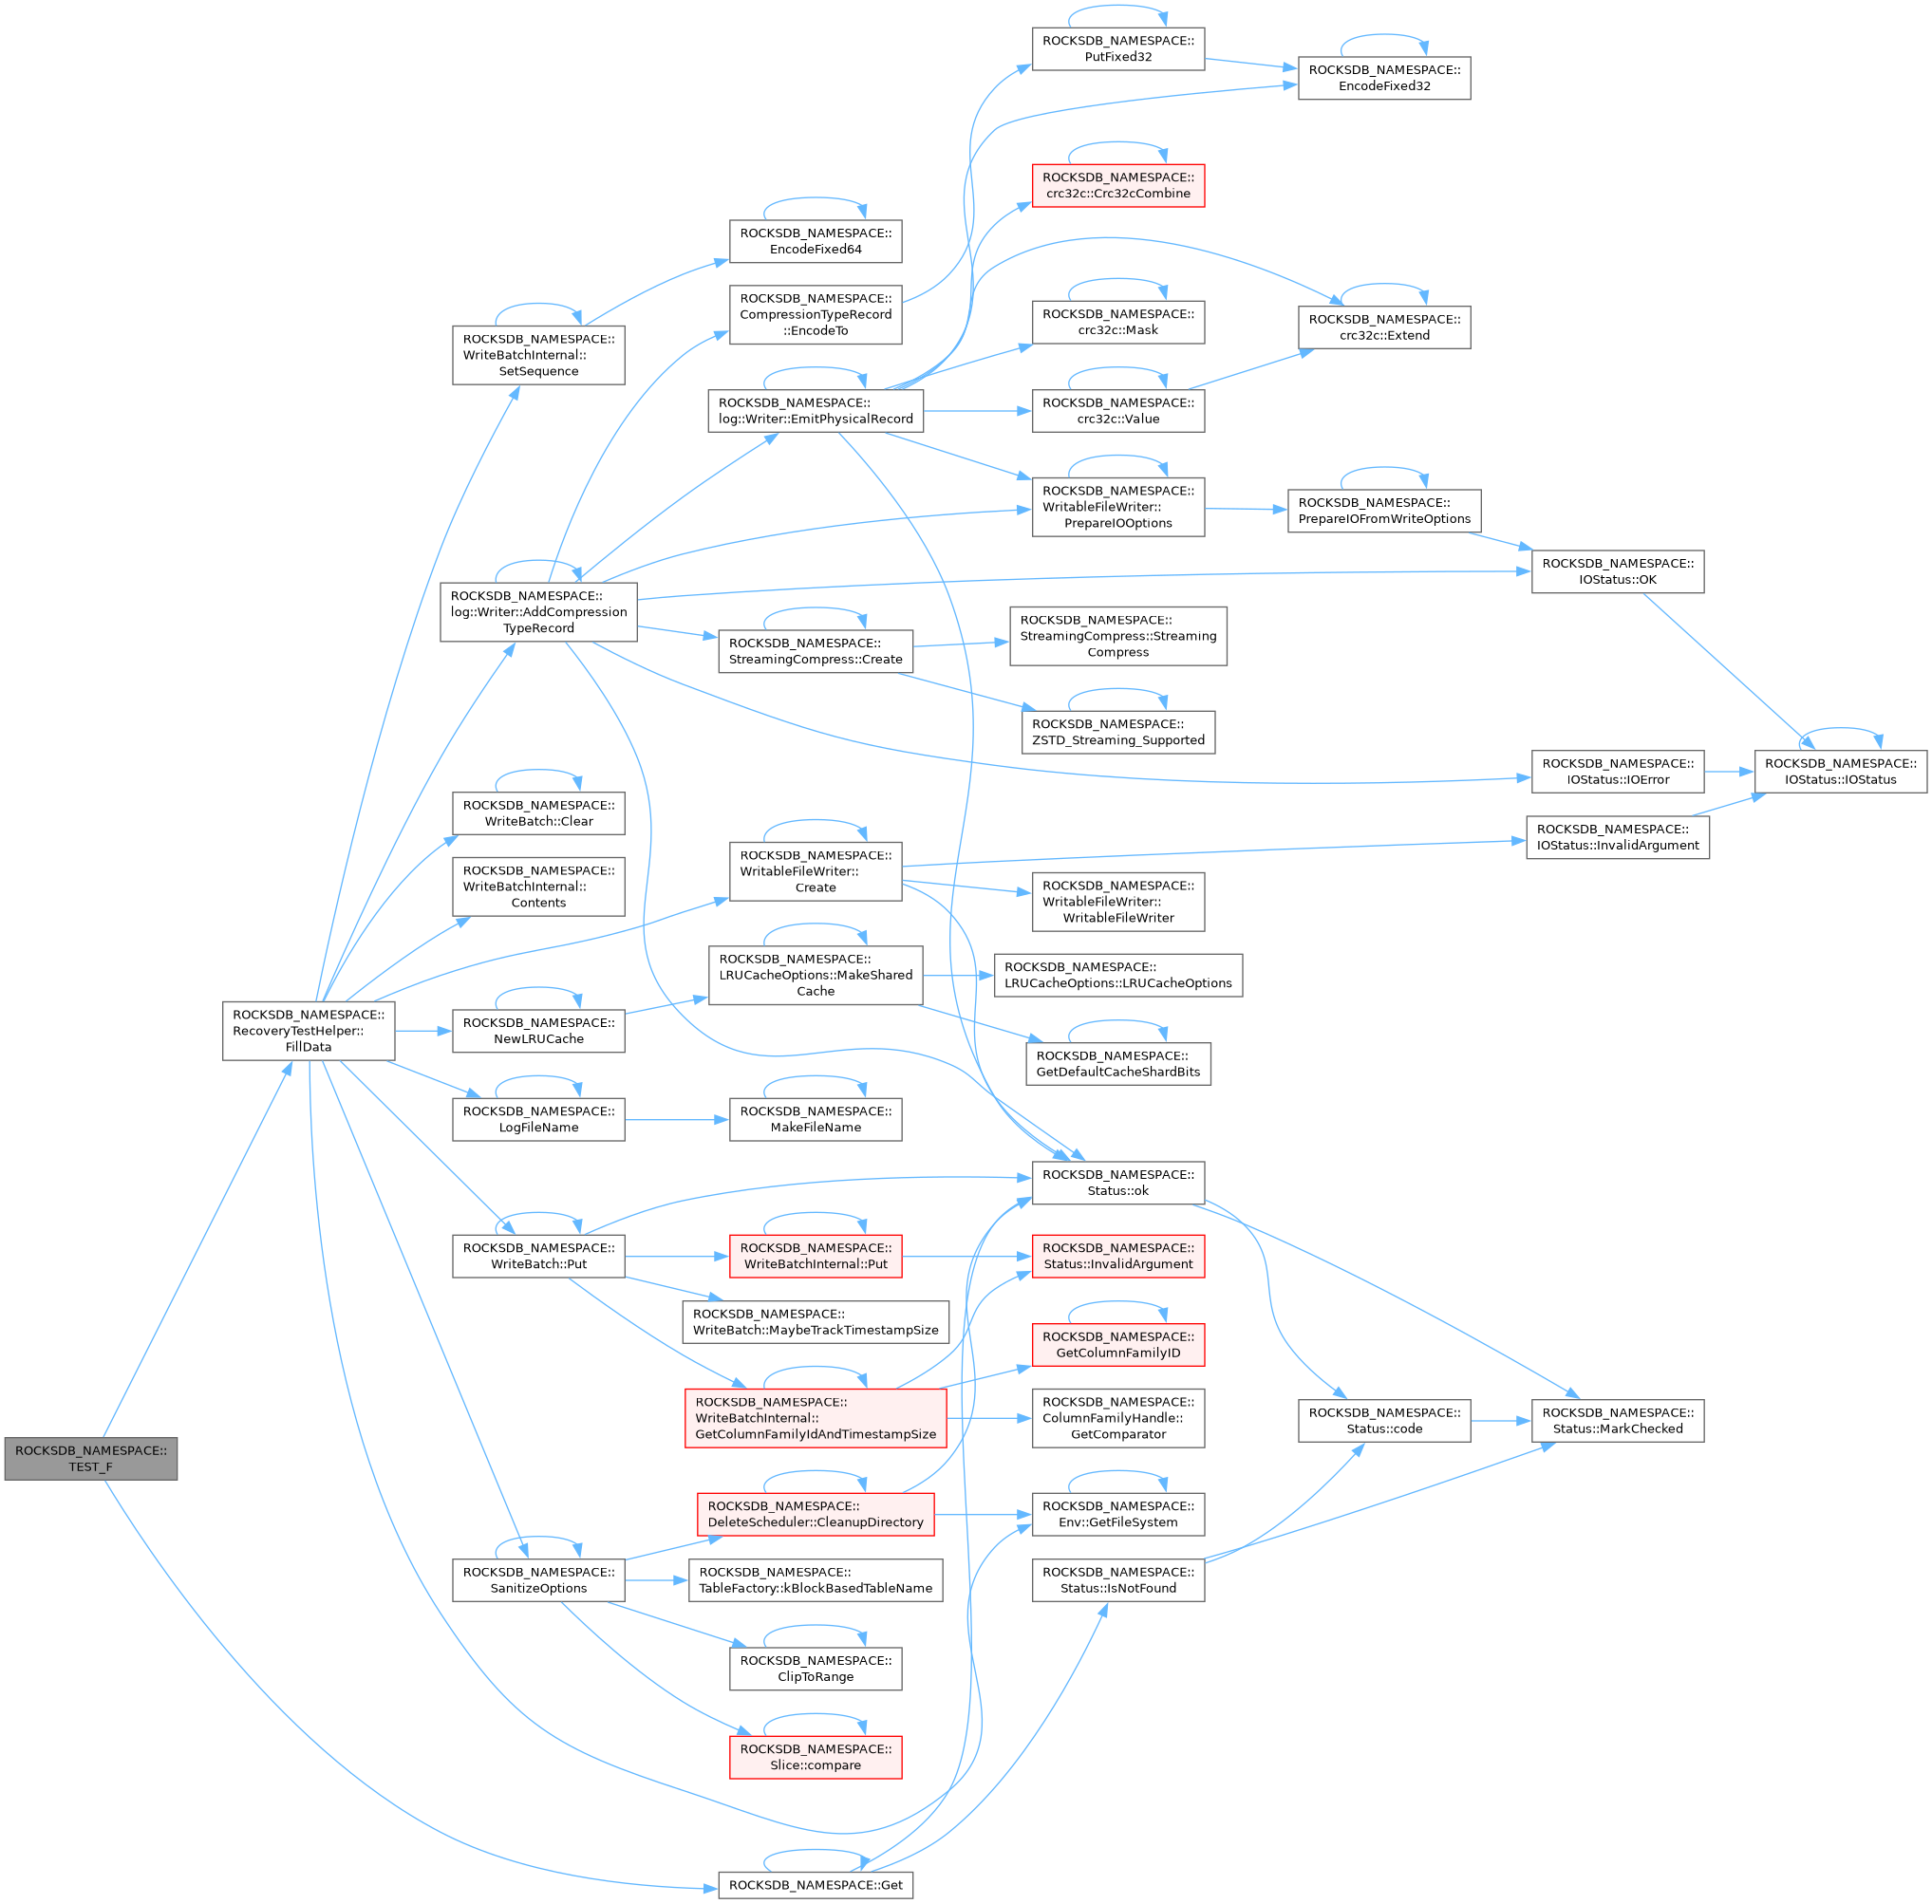 ROCKSDB_NAMESPACE::
TEST_F
ROCKSDB_NAMESPACE::
RecoveryTestHelper::
FillData
ROCKSDB_NAMESPACE::
WriteBatchInternal::
SetSequence
ROCKSDB_NAMESPACE::
log::Writer::AddCompression
TypeRecord
ROCKSDB_NAMESPACE::
WriteBatch::Clear
ROCKSDB_NAMESPACE::
WriteBatchInternal::
Contents
ROCKSDB_NAMESPACE::
NewLRUCache
ROCKSDB_NAMESPACE::
LogFileName
ROCKSDB_NAMESPACE::
WriteBatch::Put
ROCKSDB_NAMESPACE::
SanitizeOptions
ROCKSDB_NAMESPACE::
EncodeFixed64
ROCKSDB_NAMESPACE::
CompressionTypeRecord
::EncodeTo
ROCKSDB_NAMESPACE::
log::Writer::EmitPhysicalRecord
ROCKSDB_NAMESPACE::
StreamingCompress::Create
ROCKSDB_NAMESPACE::
WritableFileWriter::
Create
ROCKSDB_NAMESPACE::
LRUCacheOptions::MakeShared
Cache
ROCKSDB_NAMESPACE::
MakeFileName
ROCKSDB_NAMESPACE::
WriteBatchInternal::Put
ROCKSDB_NAMESPACE::
WriteBatch::MaybeTrackTimestampSize
ROCKSDB_NAMESPACE::
WriteBatchInternal::
GetColumnFamilyIdAndTimestampSize
ROCKSDB_NAMESPACE::
DeleteScheduler::CleanupDirectory
ROCKSDB_NAMESPACE::
TableFactory::kBlockBasedTableName
ROCKSDB_NAMESPACE::
ClipToRange
ROCKSDB_NAMESPACE::
Slice::compare
ROCKSDB_NAMESPACE::Get
ROCKSDB_NAMESPACE::
PutFixed32
ROCKSDB_NAMESPACE::
crc32c::Crc32cCombine
ROCKSDB_NAMESPACE::
crc32c::Mask
ROCKSDB_NAMESPACE::
crc32c::Value
ROCKSDB_NAMESPACE::
WritableFileWriter::
PrepareIOOptions
ROCKSDB_NAMESPACE::
StreamingCompress::Streaming
Compress
ROCKSDB_NAMESPACE::
ZSTD_Streaming_Supported
ROCKSDB_NAMESPACE::
WritableFileWriter::
WritableFileWriter
ROCKSDB_NAMESPACE::
LRUCacheOptions::LRUCacheOptions
ROCKSDB_NAMESPACE::
GetDefaultCacheShardBits
ROCKSDB_NAMESPACE::
Status::ok
ROCKSDB_NAMESPACE::
Status::InvalidArgument
ROCKSDB_NAMESPACE::
GetColumnFamilyID
ROCKSDB_NAMESPACE::
ColumnFamilyHandle::
GetComparator
ROCKSDB_NAMESPACE::
Env::GetFileSystem
ROCKSDB_NAMESPACE::
Status::IsNotFound
ROCKSDB_NAMESPACE::
EncodeFixed32
ROCKSDB_NAMESPACE::
crc32c::Extend
ROCKSDB_NAMESPACE::
PrepareIOFromWriteOptions
ROCKSDB_NAMESPACE::
Status::code
ROCKSDB_NAMESPACE::
IOStatus::OK
ROCKSDB_NAMESPACE::
IOStatus::IOError
ROCKSDB_NAMESPACE::
IOStatus::InvalidArgument
ROCKSDB_NAMESPACE::
Status::MarkChecked
ROCKSDB_NAMESPACE::
IOStatus::IOStatus